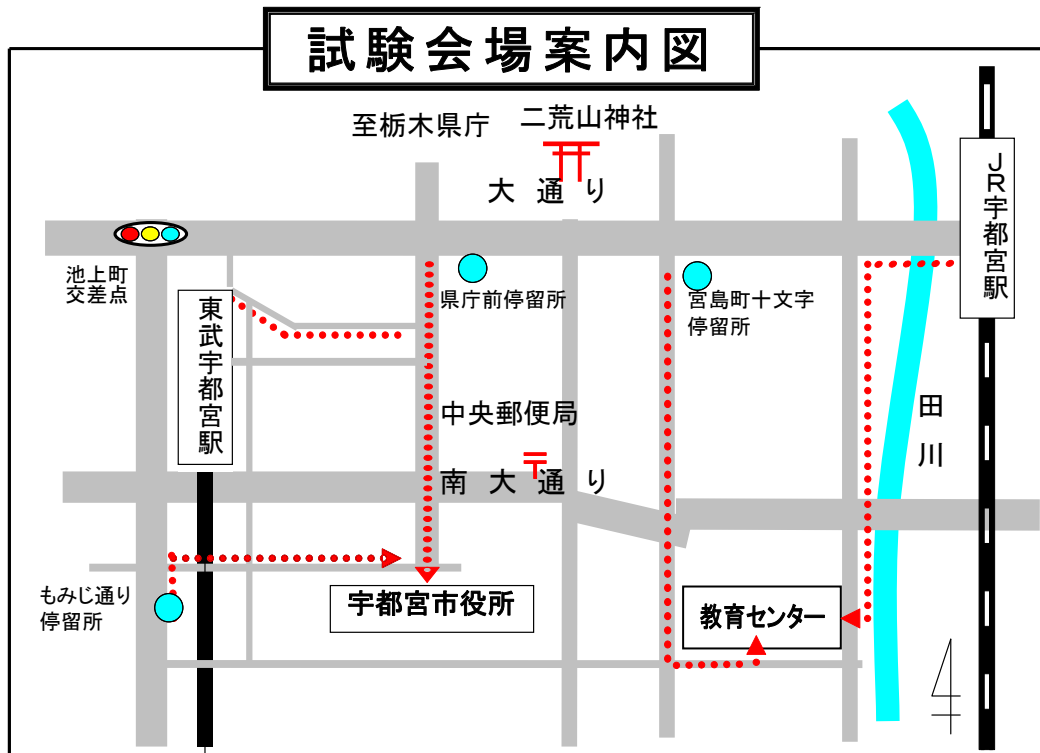 試験会場案内図
至栃木県庁
二荒山神社
大通り
JR宇都宮駅
池上町
交差点
県庁前停留所
宮島町十文字
停留所
東武宇都宮駅
中央郵便局
田川
南大通り
もみじ通り
停留所
宇都宮市役所
教育センター